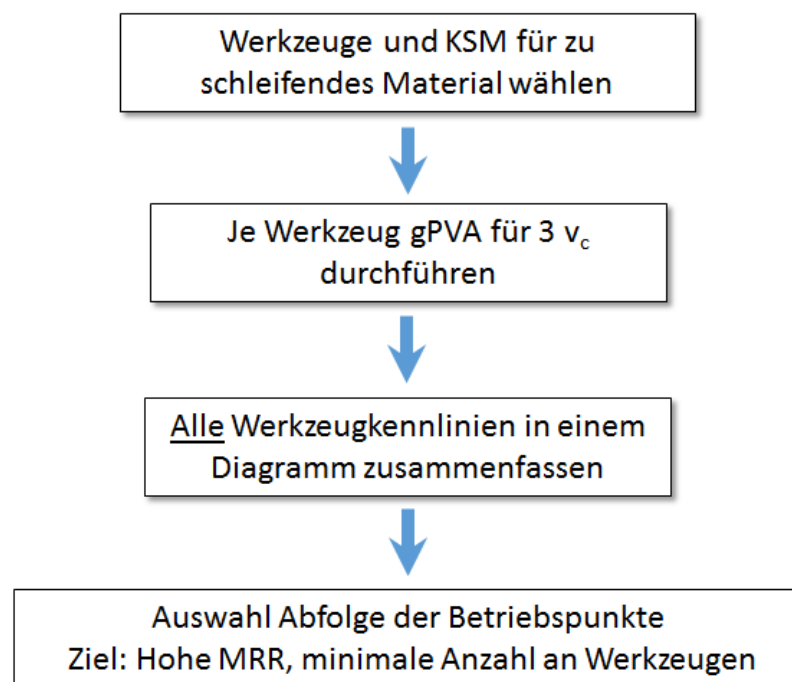 Werkzeuge und KSM für zu
schleifendes Material wählen
Je Werkzeug gPVA für 3 v_c
durchführen
Alle Werkzeugkennlinien in einem
Diagramm zusammenfassen
Auswahl Abfolge der Betriebspunkte
Ziel: Hohe MRR, minimale Anzahl an Werkzeugen